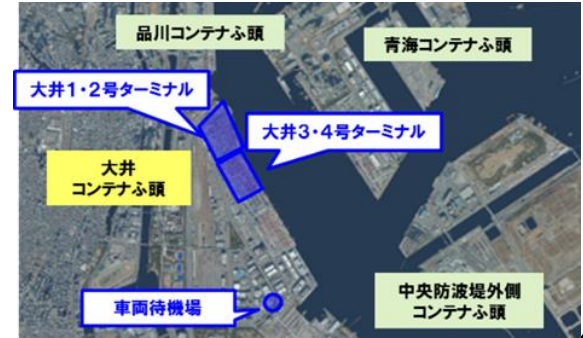 品川コンテナふ頭
青海コンテナふ頭
大井1・2号ターミナル
大井3・4号ターミナル
大井
コンテナふ頭
車両待機場
中央防波堤外側
コンテナふ頭